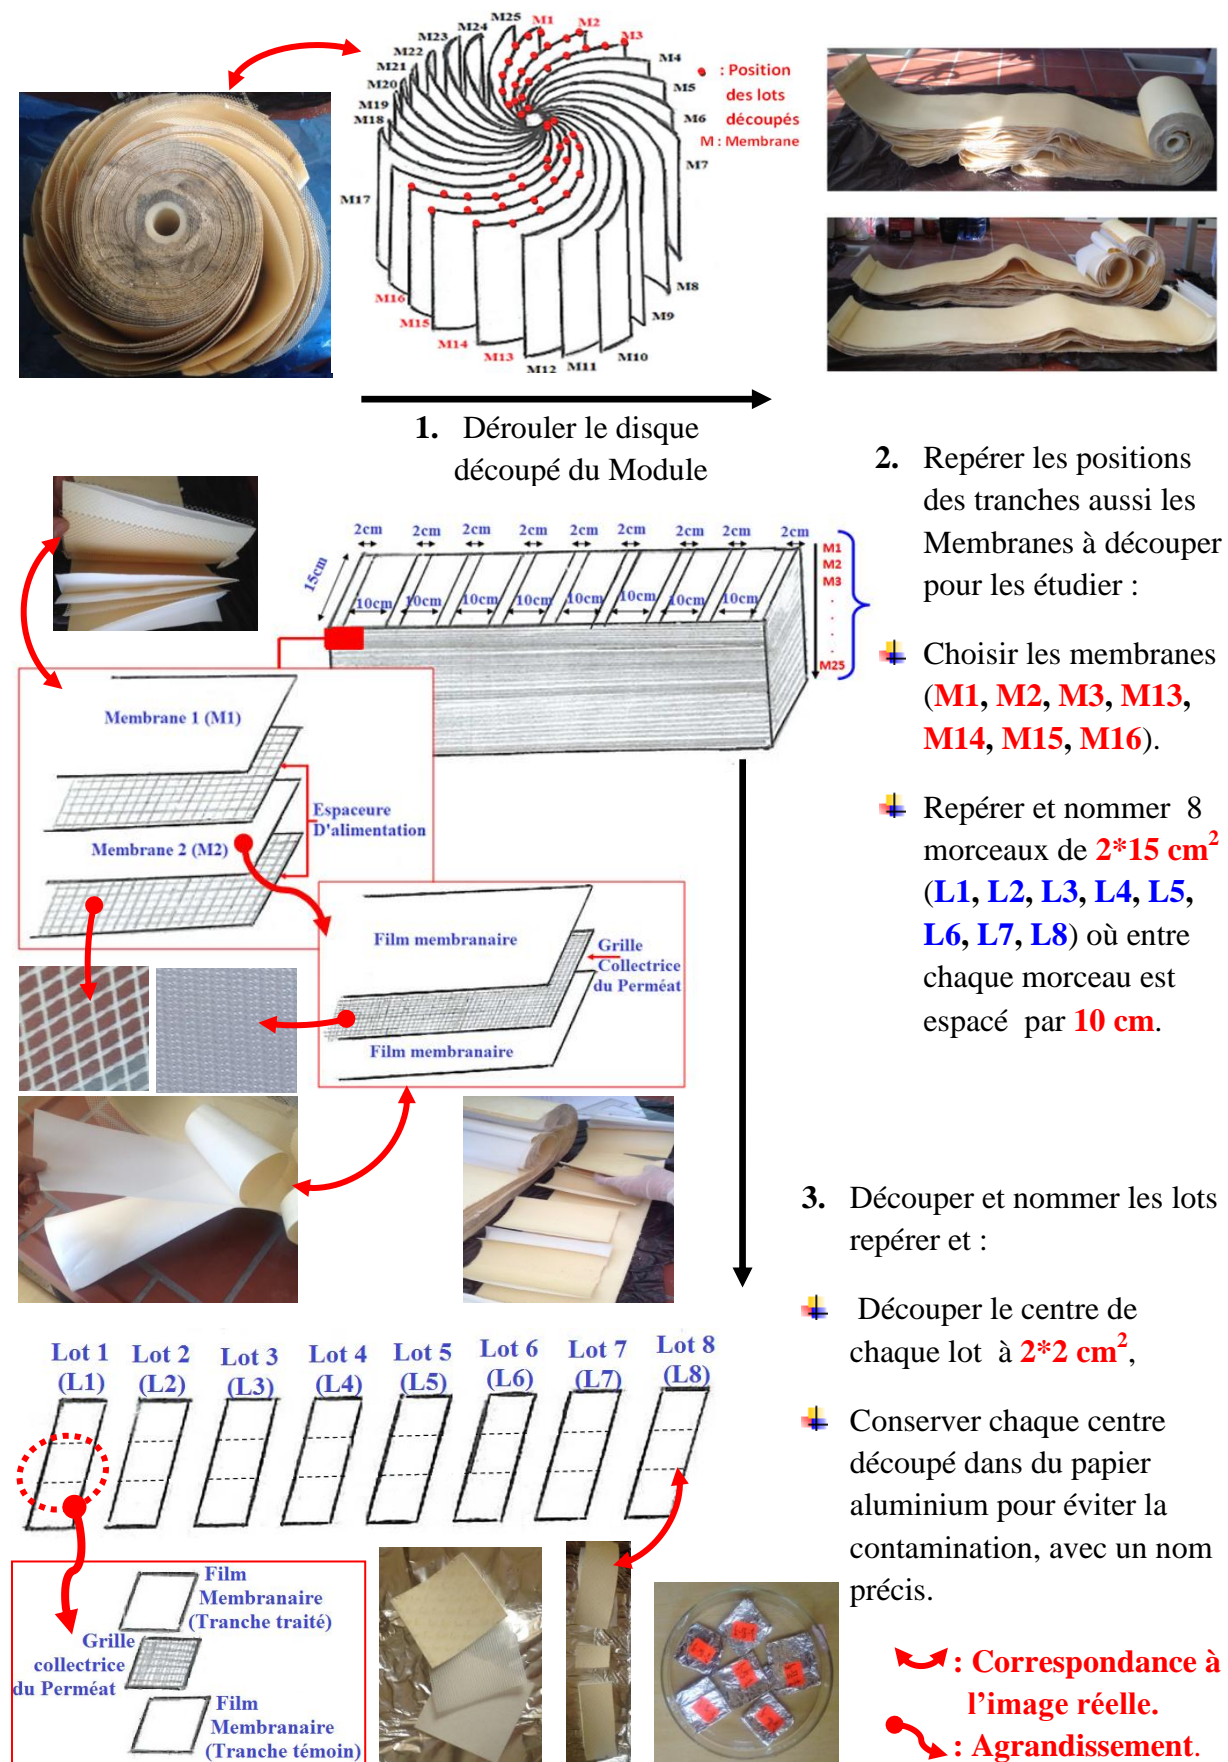 M25
M1
M2
M3
M24
M23
M22
M21
M20
M19
M18
M17
M4
M5
M6
M7
M8
M9
M10
M11
M12
M13
M14
M15
M16
: Position
des lots
découpés
M : Membrane
1. Dérouler le disque
découpé du Module
2. Repérer les positions
des tranches aussi les
Membranes à découper
pour les étudier :
Choisir les membranes
(M1, M2, M3, M13,
M14, M15, M16).
Repérer et nommer 8
morceaux de 2*15 cm²
(L1, L2, L3, L4, L5,
L6, L7, L8) où entre
chaque morceau est
espacé par 10 cm.
2cm 2cm 2cm 2cm 2cm 2cm 2cm 2cm
15cm
10cm 10cm 10cm 10cm 10cm 10cm 10cm 10cm
M1
M2
M3
.
.
.
.
M25
Membrane 1 (M1)
Espaceure
D'alimentation
Membrane 2 (M2)
Film membranaire
Grille
Collectrice
du Perméat
Film membranaire
3. Découper et nommer les lots
repérer et :
Découper le centre de
chaque lot à 2*2 cm²,
Conserver chaque centre
découpé dans du papier
aluminium pour éviter la
contamination, avec un nom
précis.
Lot 1 Lot 2 Lot 3 Lot 4 Lot 5 Lot 6 Lot 7 Lot 8
(L1) (L2) (L3) (L4) (L5) (L6) (L7) (L8)
Film
Membranaire
(Tranche traité)
Grille
collectrice
du Perméat
Film
Membranaire
(Tranche témoin)
: Correspondance à
l'image réelle.
: Agrandissement.